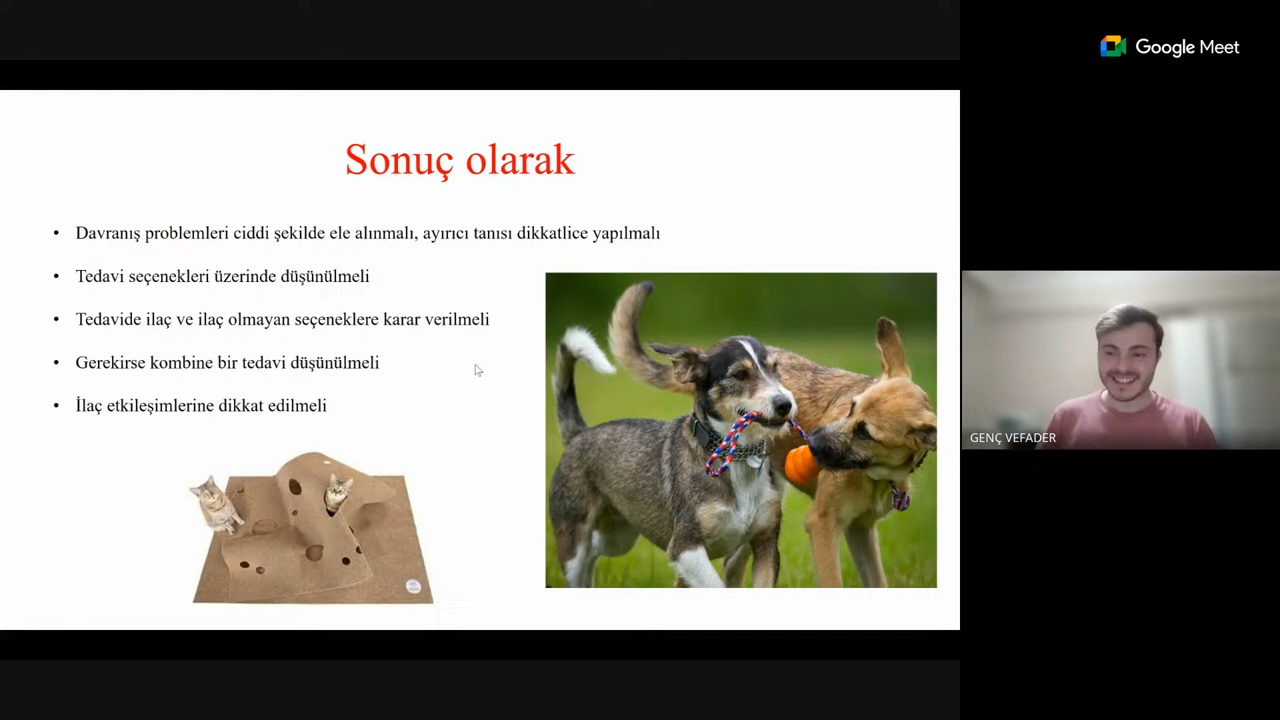 Google Meet
Sonuç olarak
• Davranış problemleri ciddi şekilde ele alınmalı, ayırıcı tanısı dikkatlice yapılmalı
• Tedavi seçenekleri üzerinde düşünülmeli
• Tedavide ilaç ve ilaç olmayan seçeneklere karar verilmeli
• Gerekirse kombine bir tedavi düşünülmeli
• İlaç etkileşimlerine dikkat edilmeli
GENÇ VEFADER